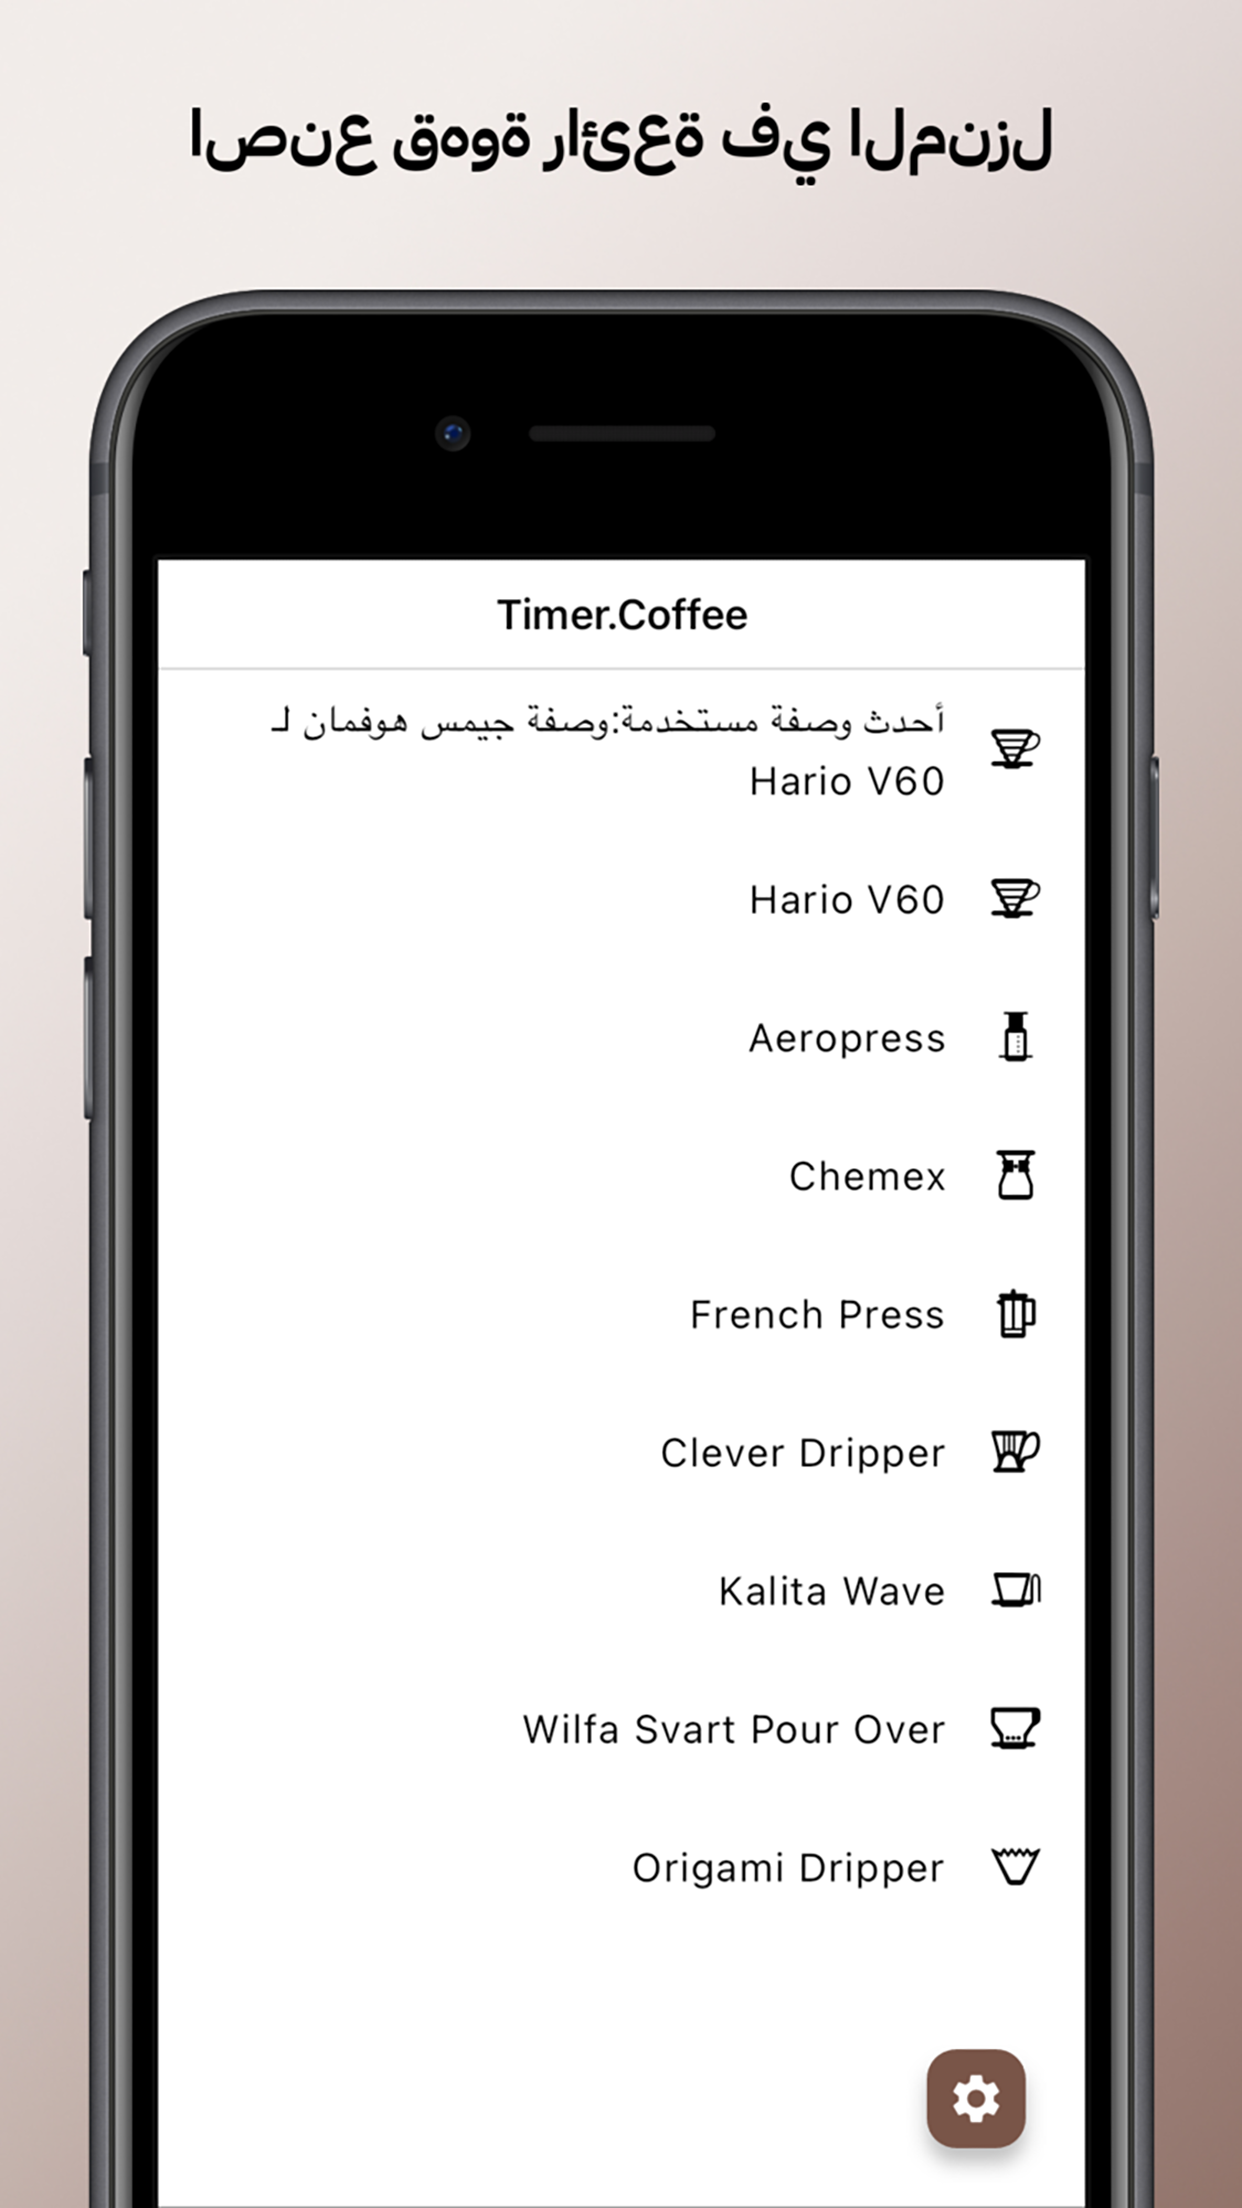 اصنع قهوة رائعة في المنزل
Timer.Coffee
أحدث وصفة مستخدمة:وصفة جيمس هوفمان لـ
Hario V60
Hario V60
Aeropress
Chemex
French Press
Clever Dripper
Kalita Wave
Wilfa Svart Pour Over
Origami Dripper